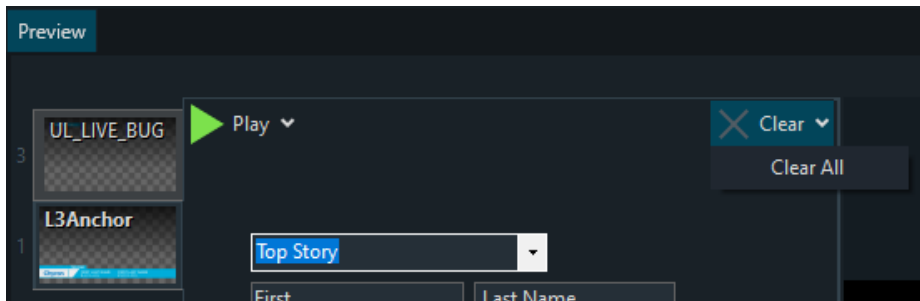 Preview
3
UL_LIVE_BUG
Play
Clear
Clear All
1
L3Anchor
Top Story
First
Last Name